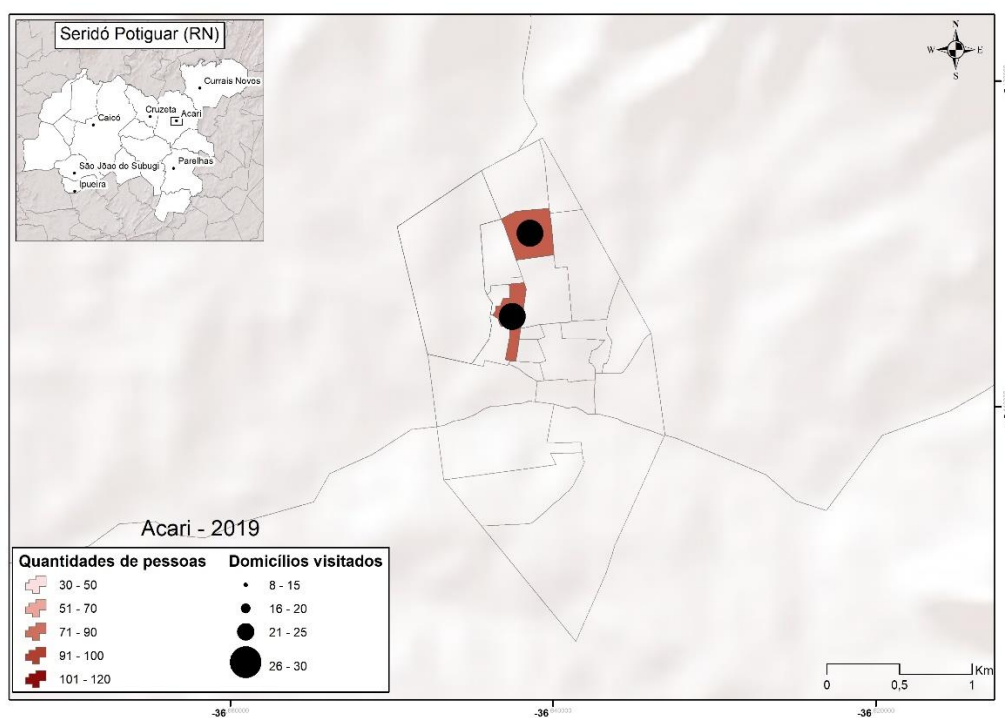 Seridó Potiguar (RN)
Currais Novos
Cruzeta
Acari
Caicó
São Jõao do Subugi
Parelhas
Ipueira
N
W
E
S
Acari - 2019
Quantidades de pessoas
Domicílios visitados
30 - 50
8 - 15
51 - 70
16 - 20
71 - 90
21 - 25
91 - 100
26 - 30
101 - 120
Km
0
0,5
1
-36
-36
-36